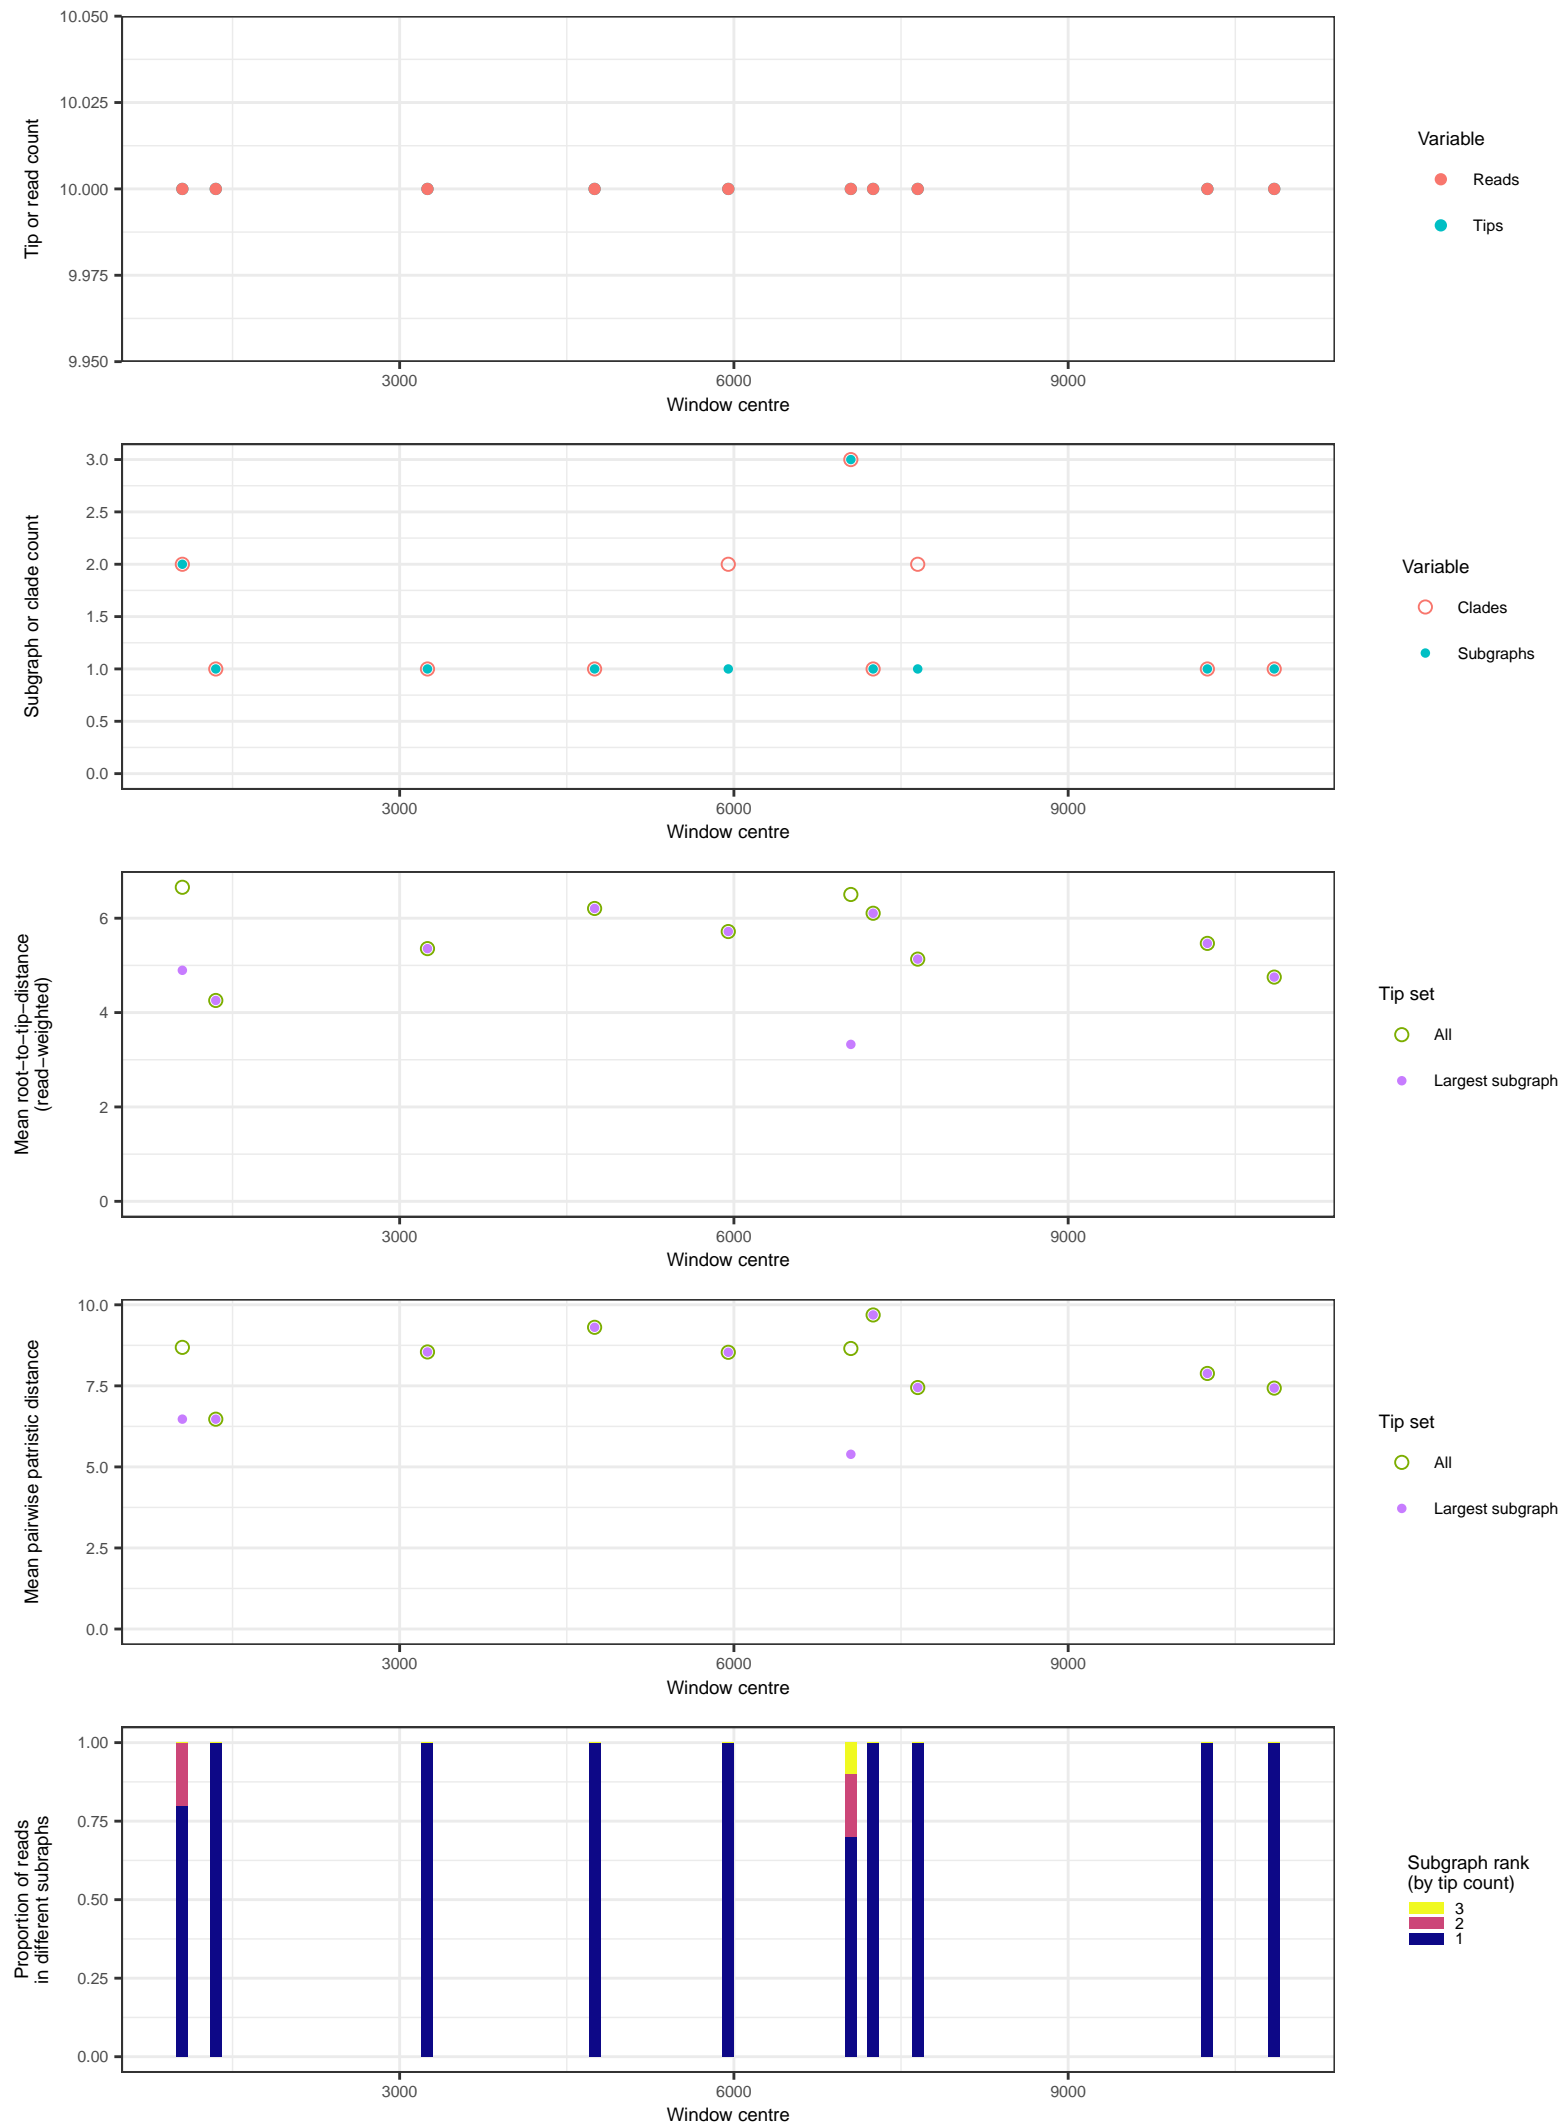 10.050
10.025
10.000
9.975
9.950
Tip or read count
3000 6000 9000
Window centre
Variable
Reads
Tips
3.0
2.5
2.0
1.5
1.0
0.5
0.0
Subgraph or clade count
3000 6000 9000
Window centre
Variable
Clades
Subgraphs
6
4
2
0
Mean root−to−tip−distance
(read−weighted)
3000 6000 9000
Window centre
Tip set
All
Largest subgraph
10.0
7.5
5.0
2.5
0.0
Mean pairwise patristic distance
3000 6000 9000
Window centre
Tip set
All
Largest subgraph
1.00
0.75
0.50
0.25
0.00
Proportion of reads
in different subraphs
3000 6000 9000
Window centre
Subgraph rank
(by tip count)
3
2
1